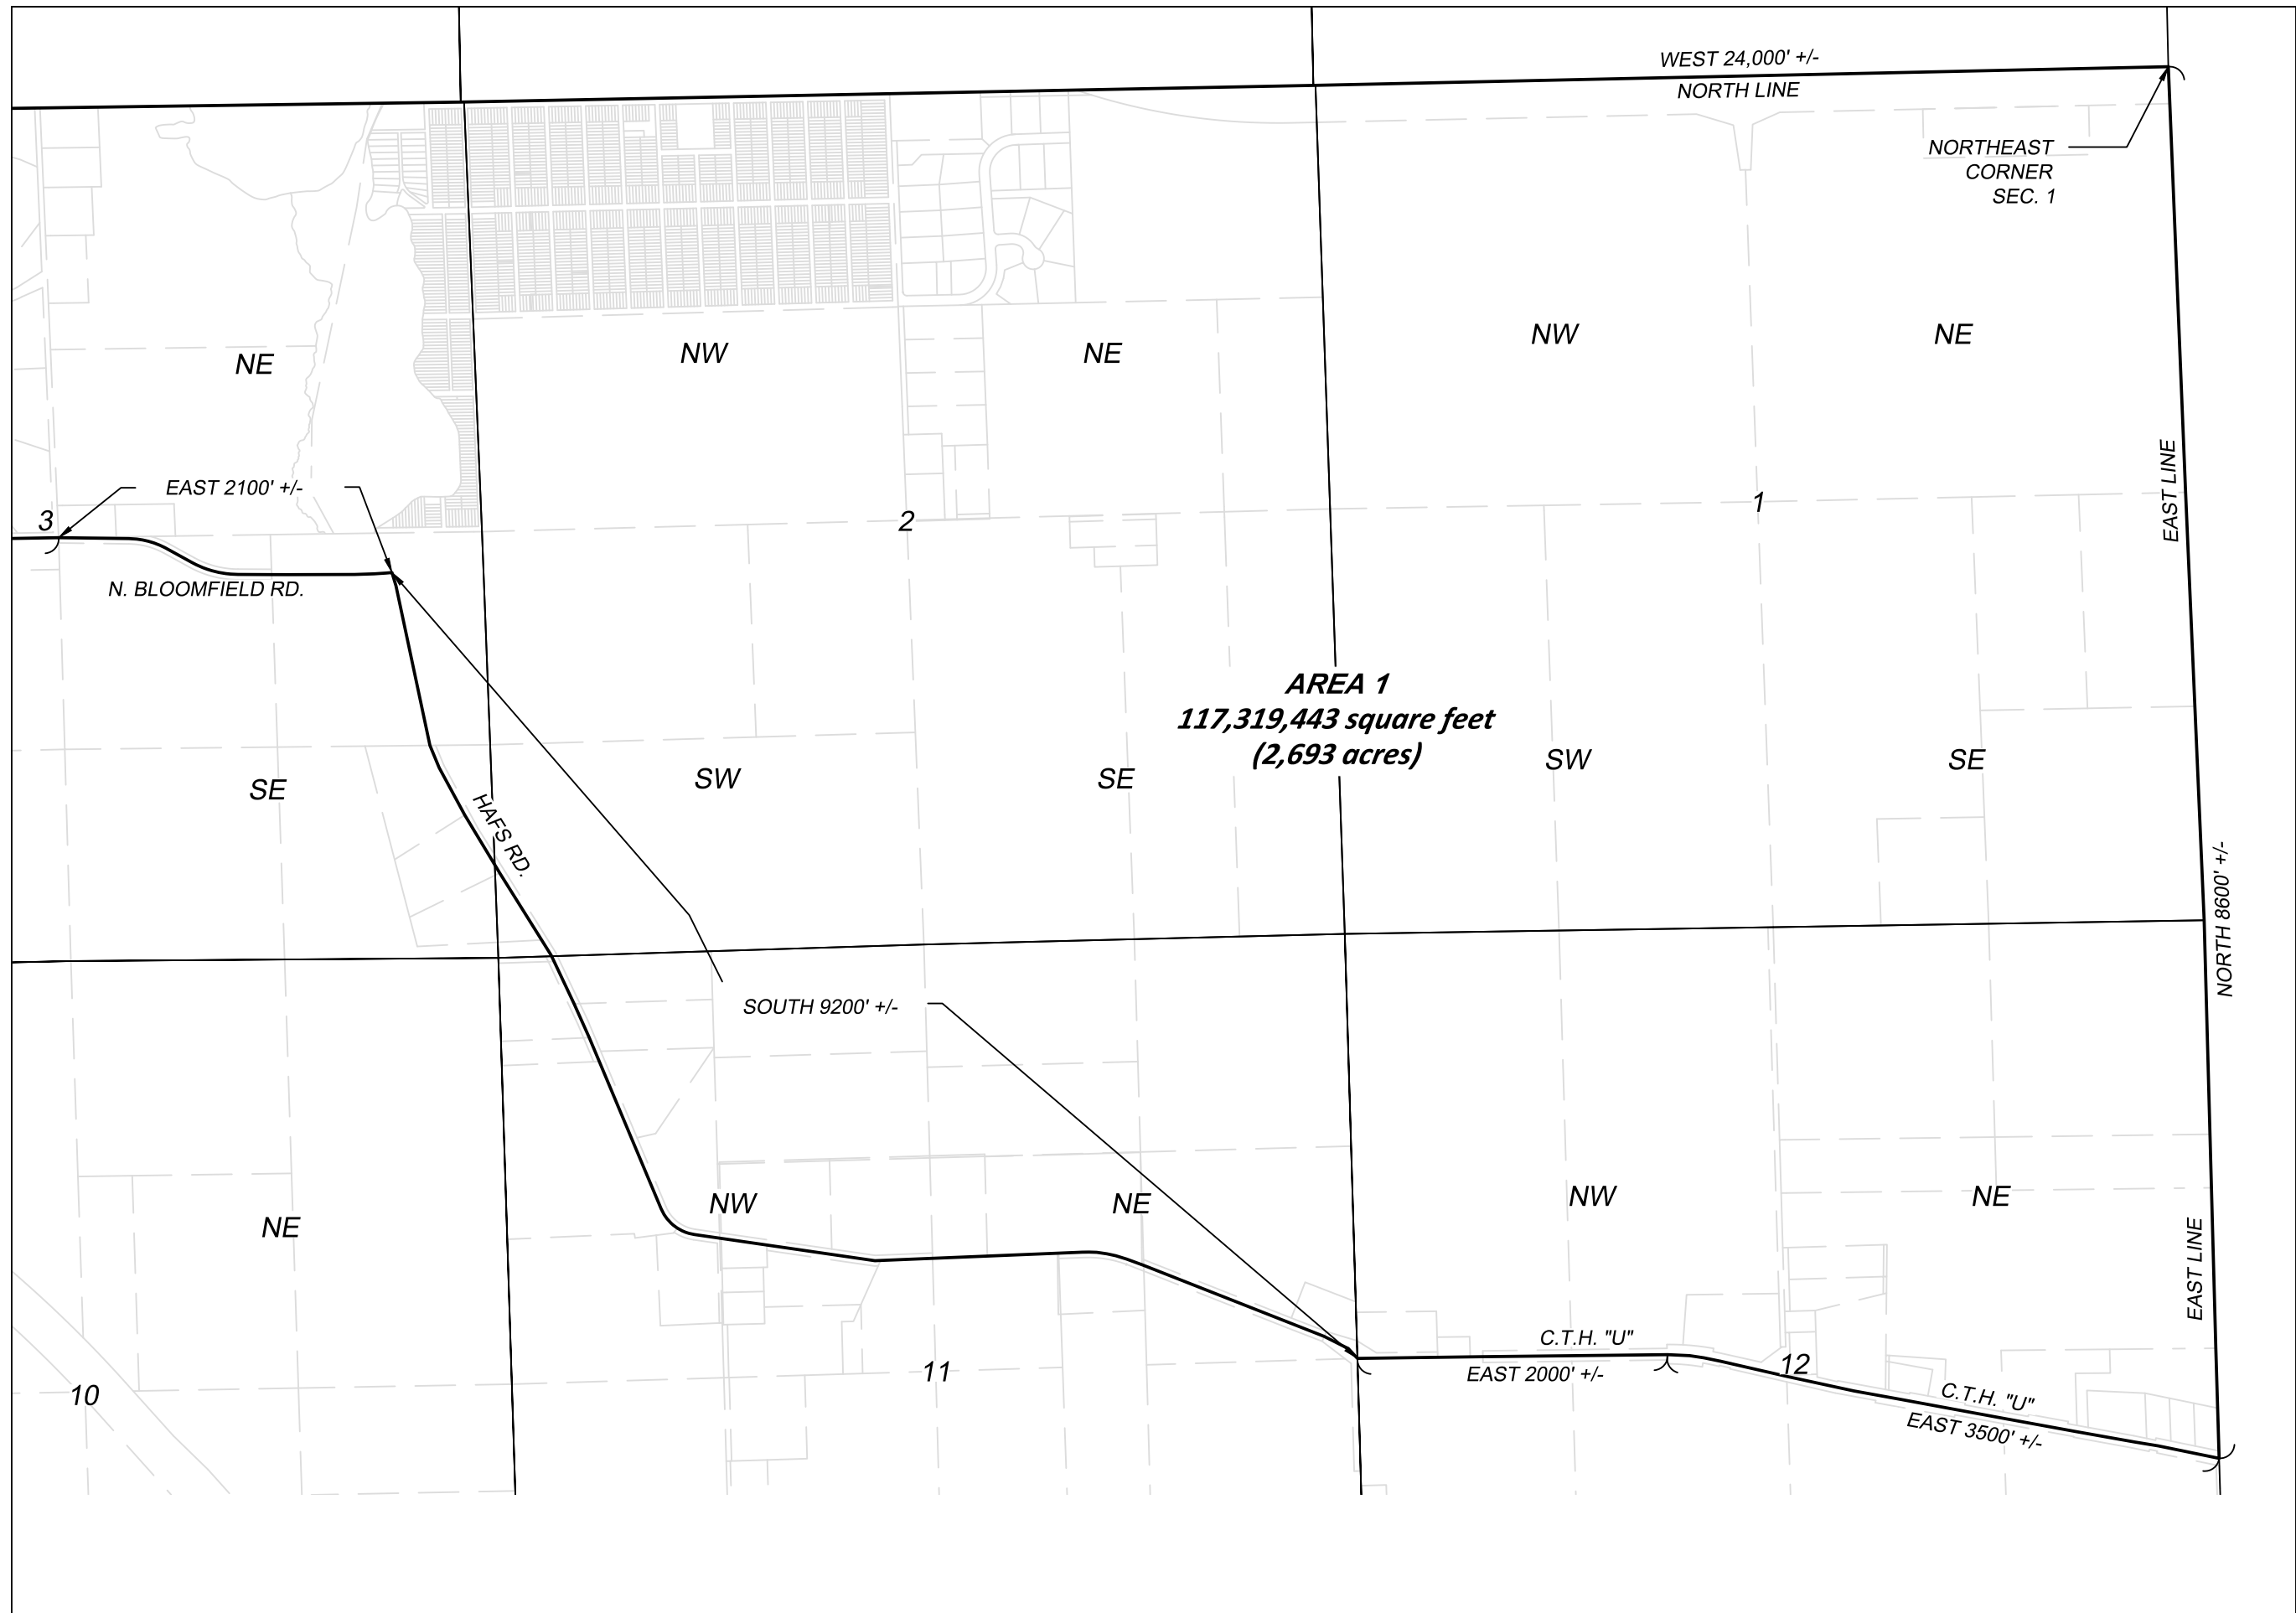 WEST 24,000' +/-
NORTH LINE
NORTHEAST
CORNER
SEC. 1
NW
NE
NW
NE
NE
EAST LINE
EAST 2100' +/-
3
2
1
N. BLOOMFIELD RD.
AREA 1
117,319,443 square feet
(2,693 acres)
SE
SW
SE
SW
SE
HAFS RD.
NORTH 8600' +/-
SOUTH 9200' +/-
NE
NW
NE
NW
NE
EAST LINE
C.T.H. "U"
EAST 2000' +/-
10
11
12
C.T.H. "U"
EAST 3500' +/-